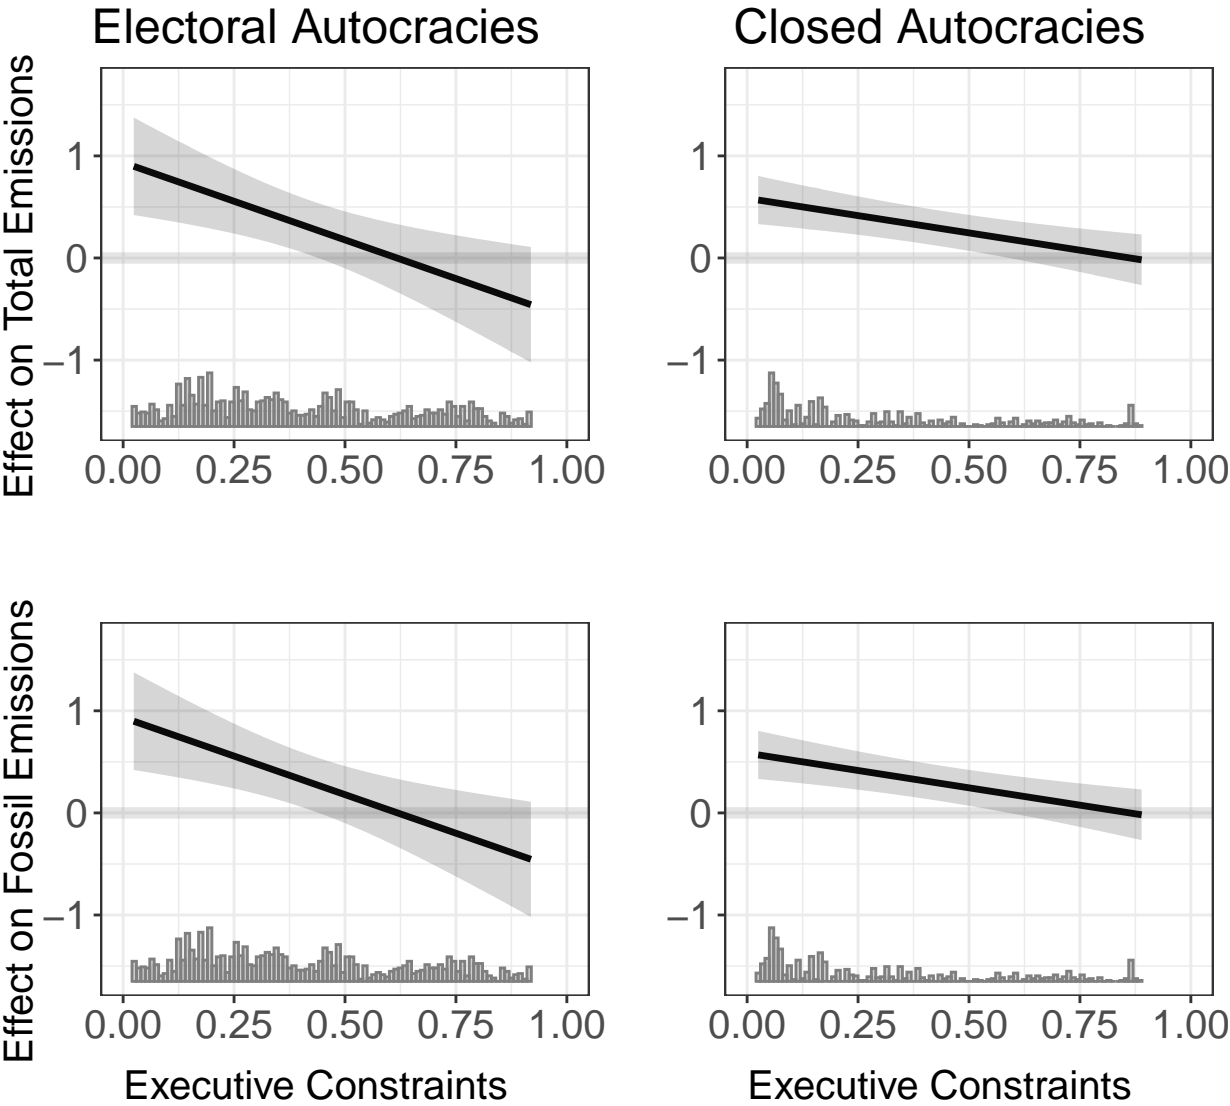 Electoral Autocracies
Closed Autocracies
Effect on Total Emissions
1
0
−1
0.00 0.25 0.50 0.75 1.00
1
0
−1
0.00 0.25 0.50 0.75 1.00
Effect on Fossil Emissions
1
0
−1
0.00 0.25 0.50 0.75 1.00
Executive Constraints
1
0
−1
0.00 0.25 0.50 0.75 1.00
Executive Constraints